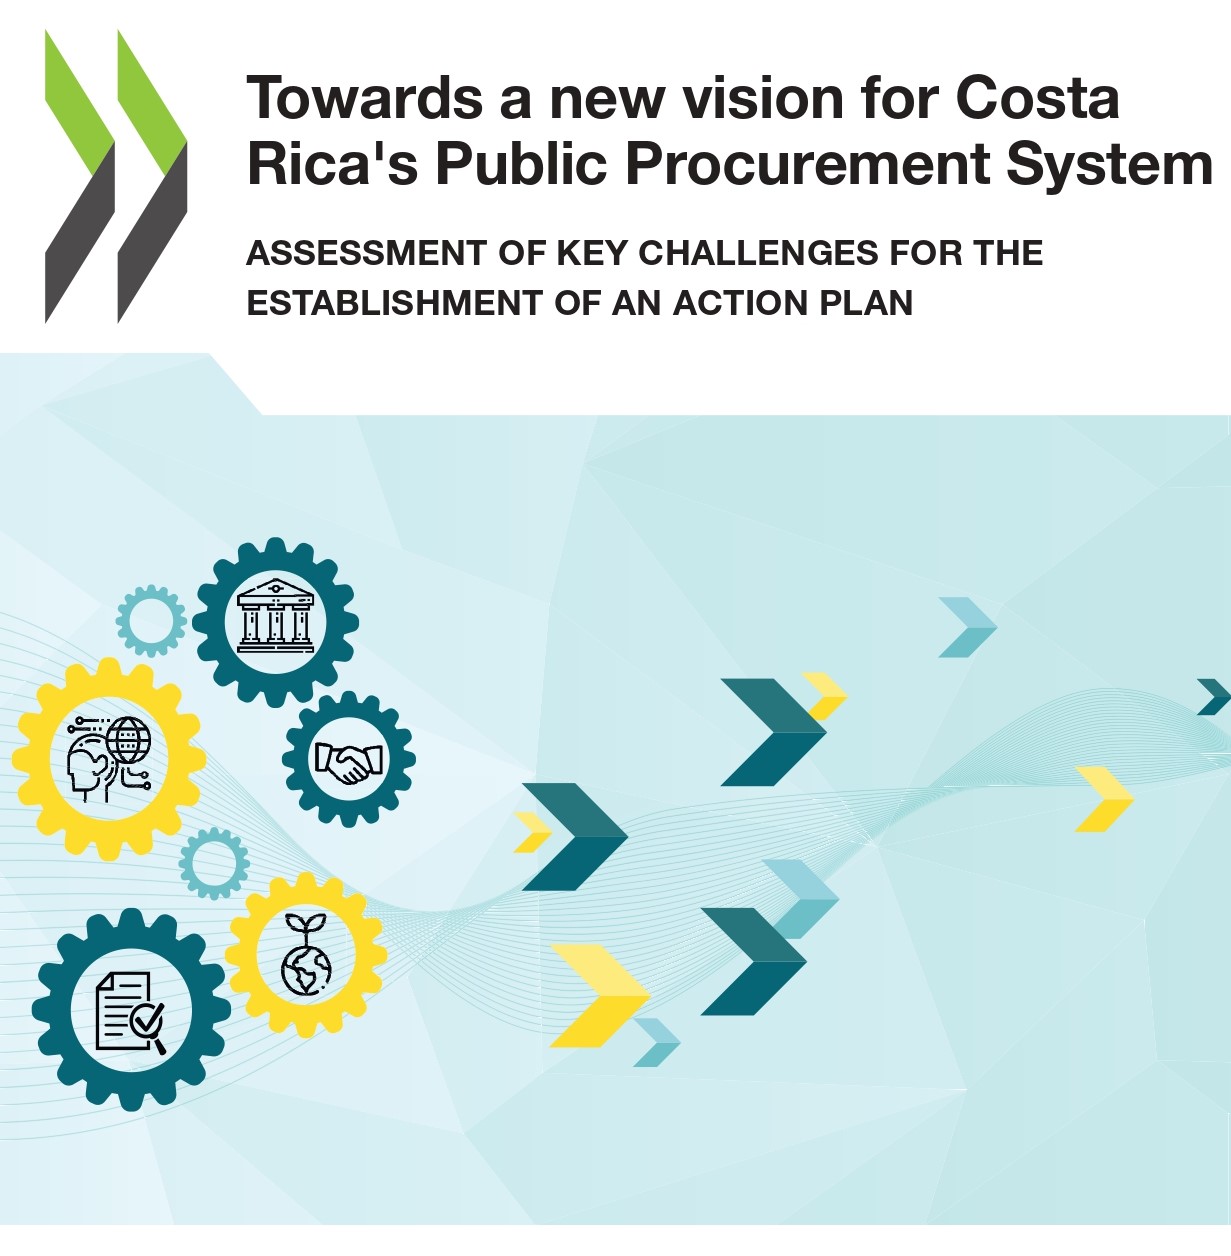 Towards a new vision for Costa
Rica's Public Procurement System
ASSESSMENT OF KEY CHALLENGES FOR THE
ESTABLISHMENT OF AN ACTION PLAN